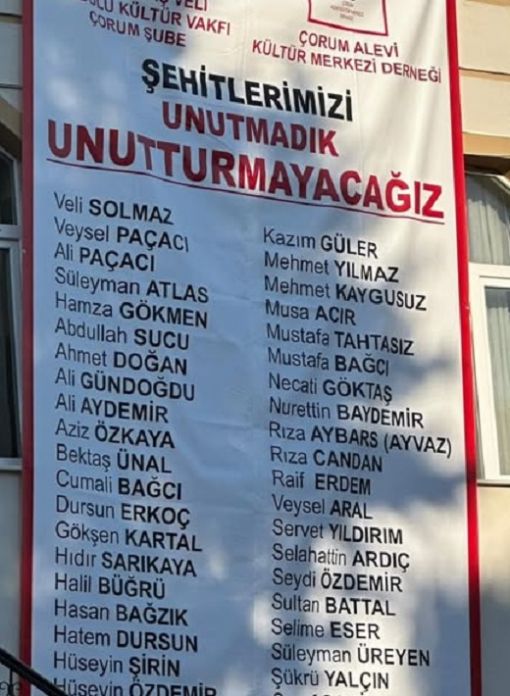 VELİ
KÜLTÜR VAKFI
ÇORUM ŞUBE
ÇORUM ALEVİ
KÜLTÜR MERKEZİ DERNEĞİ
ŞEHİTLERİMİZİ
UNUTMADIK
UNUTTURMAYACAĞIZ
Veli SOLMAZ
Veysel PAÇACI
Ali PAÇACI
Süleyman ATLAS
Hamza GÖKMEN
Abdullah SUCU
Ahmet DOĞAN
Ali GÜNDOĞDU
Ali AYDEMİR
Aziz ÖZKAYA
Bektaş ÜNAL
Cumali BAĞCI
Dursun ERKOÇ
Gökşen KARTAL
Hıdır SARIKAYA
Halil BÜĞRÜ
Hasan BAĞZIK
Hatem DURSUN
Hüseyin ŞİRİN
Hüseyin ÖZDEMİR
Kazım GÜLER
Mehmet YILMAZ
Mehmet KAYGUSUZ
Musa ACIR
Mustafa TAHTASIZ
Mustafa BAĞCI
Necati GÖKTAŞ
Nurettin BAYDEMİR
Rıza AYBARS (AYVAZ)
Rıza CANDAN
Raif ERDEM
Veysel ARAL
Servet YILDIRIM
Selahattin ARDIÇ
Seydi ÖZDEMİR
Sultan BATTAL
Selime ESER
Süleyman ÜREYEN
Şükrü YALÇIN